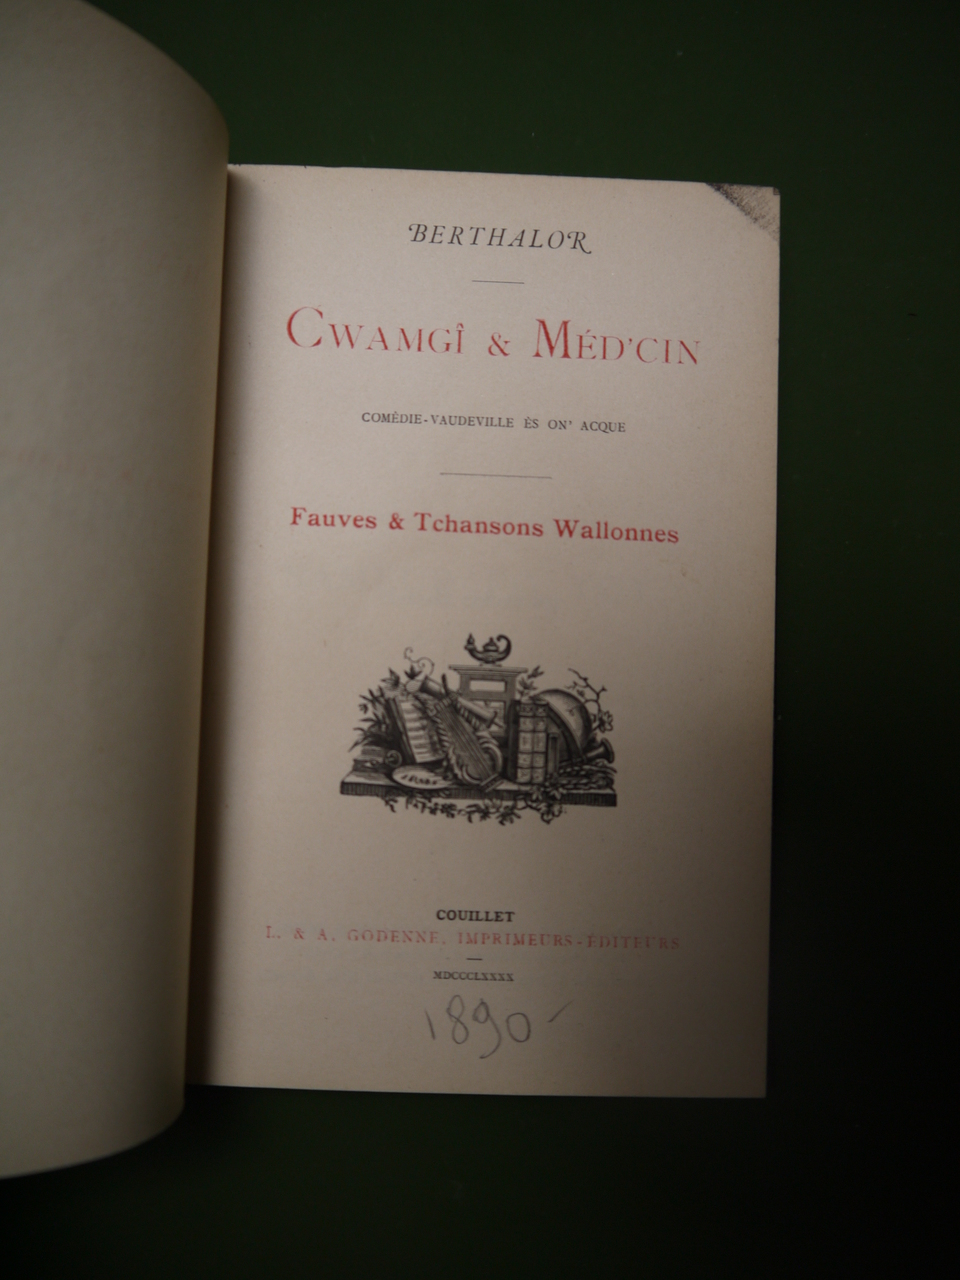 BERTHALOR
CWAMGÎ & MÉD'CIN
COMÉDIE-VAUDEVILLE ÈS ON' ACQUE
Fauves & Tchansons Wallonnes
COUILLET
L. & A. GODENNE, IMPRIMEURS-ÉDITEURS
MDCCCLXXXX
1890